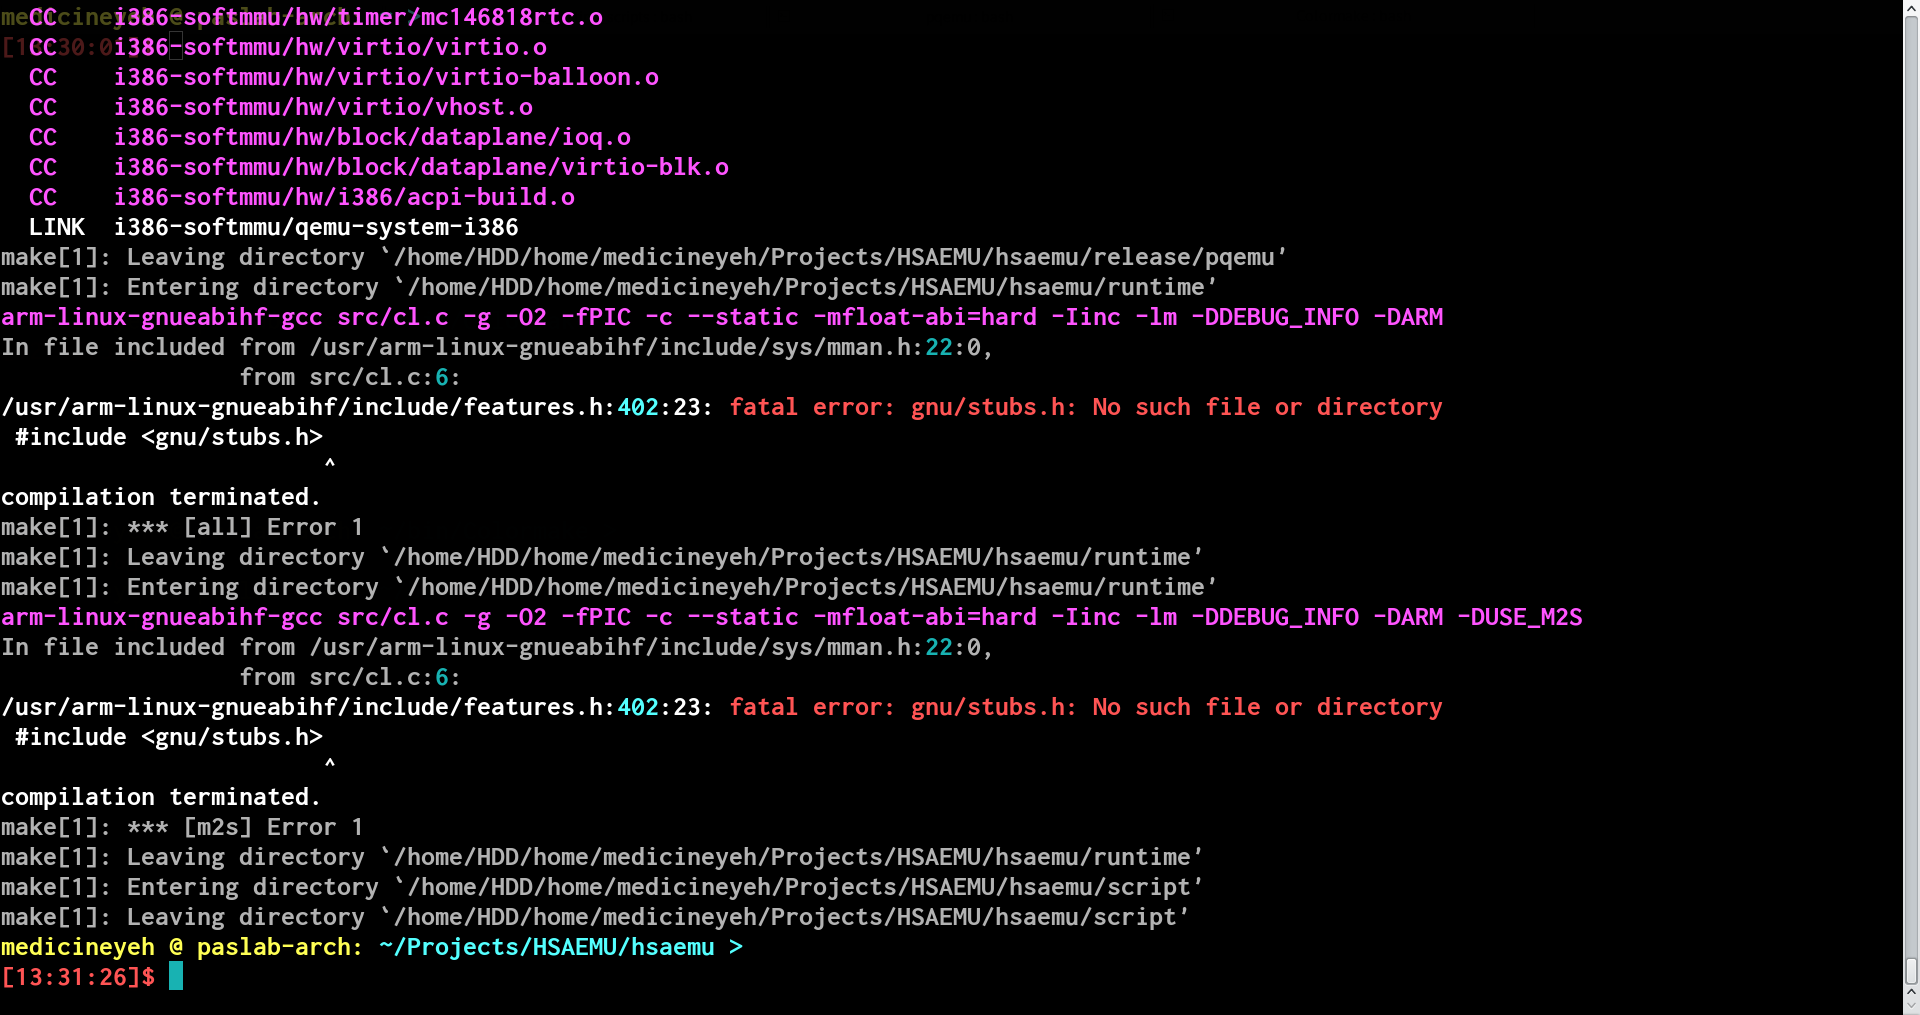 CC    i386-softmmu/hw/timer/mc146818rtc.o
CC    i386-softmmu/hw/virtio/virtio.o
CC    i386-softmmu/hw/virtio/virtio-balloon.o
CC    i386-softmmu/hw/virtio/vhost.o
CC    i386-softmmu/hw/block/dataplane/ioq.o
CC    i386-softmmu/hw/block/dataplane/virtio-blk.o
CC    i386-softmmu/hw/i386/acpi-build.o
LINK  i386-softmmu/qemu-system-i386
make[1]: Leaving directory `/home/HDD/home/medicineyeh/Projects/HSAEMU/hsaemu/release/pqemu'
make[1]: Entering directory `/home/HDD/home/medicineyeh/Projects/HSAEMU/hsaemu/runtime'
arm-linux-gnueabihf-gcc src/cl.c -g -O2 -fPIC -c --static -mfloat-abi=hard -Iinc -lm -DDEBUG_INFO -DARM
In file included from /usr/arm-linux-gnueabihf/include/sys/mman.h:22:0,
                 from src/cl.c:6:
/usr/arm-linux-gnueabihf/include/features.h:402:23: fatal error: gnu/stubs.h: No such file or directory
 #include <gnu/stubs.h>
                       ^
compilation terminated.
make[1]: *** [all] Error 1
make[1]: Leaving directory `/home/HDD/home/medicineyeh/Projects/HSAEMU/hsaemu/runtime'
make[1]: Entering directory `/home/HDD/home/medicineyeh/Projects/HSAEMU/hsaemu/runtime'
arm-linux-gnueabihf-gcc src/cl.c -g -O2 -fPIC -c --static -mfloat-abi=hard -Iinc -lm -DDEBUG_INFO -DARM -DUSE_M2S
In file included from /usr/arm-linux-gnueabihf/include/sys/mman.h:22:0,
                 from src/cl.c:6:
/usr/arm-linux-gnueabihf/include/features.h:402:23: fatal error: gnu/stubs.h: No such file or directory
 #include <gnu/stubs.h>
                       ^
compilation terminated.
make[1]: *** [m2s] Error 1
make[1]: Leaving directory `/home/HDD/home/medicineyeh/Projects/HSAEMU/hsaemu/runtime'
make[1]: Entering directory `/home/HDD/home/medicineyeh/Projects/HSAEMU/hsaemu/script'
make[1]: Leaving directory `/home/HDD/home/medicineyeh/Projects/HSAEMU/hsaemu/script'
medicineyeh @ paslab-arch: ~/Projects/HSAEMU/hsaemu >
[13:31:26]$